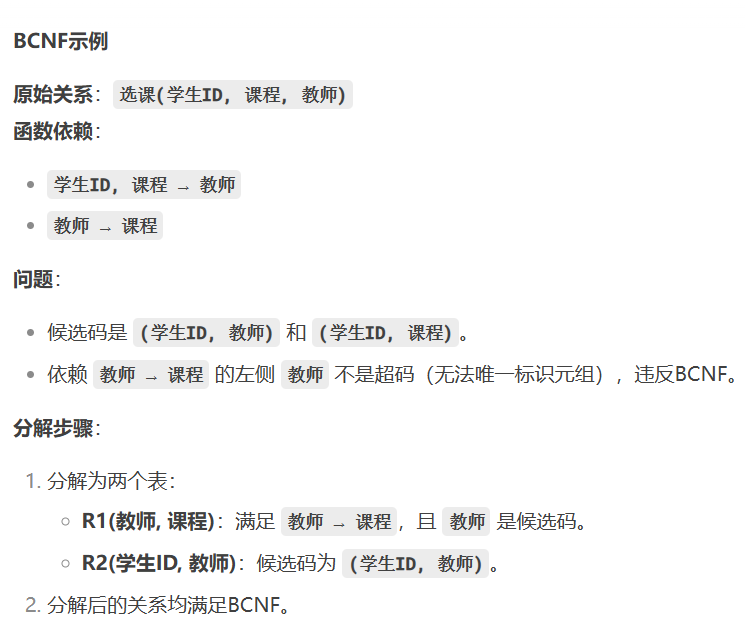 BCNF示例
原始关系：选课(学生ID, 课程, 教师)
函数依赖：
学生ID, 课程 → 教师
教师 → 课程
问题：
候选码是 (学生ID, 教师) 和 (学生ID, 课程)。
依赖 教师 → 课程 的左侧 教师 不是超码（无法唯一标识元组），违反BCNF。
分解步骤：
1. 分解为两个表：
R1(教师, 课程)：满足 教师 → 课程，且 教师 是候选码。
R2(学生ID, 教师)：候选码为 (学生ID, 教师)。
2. 分解后的关系均满足BCNF。